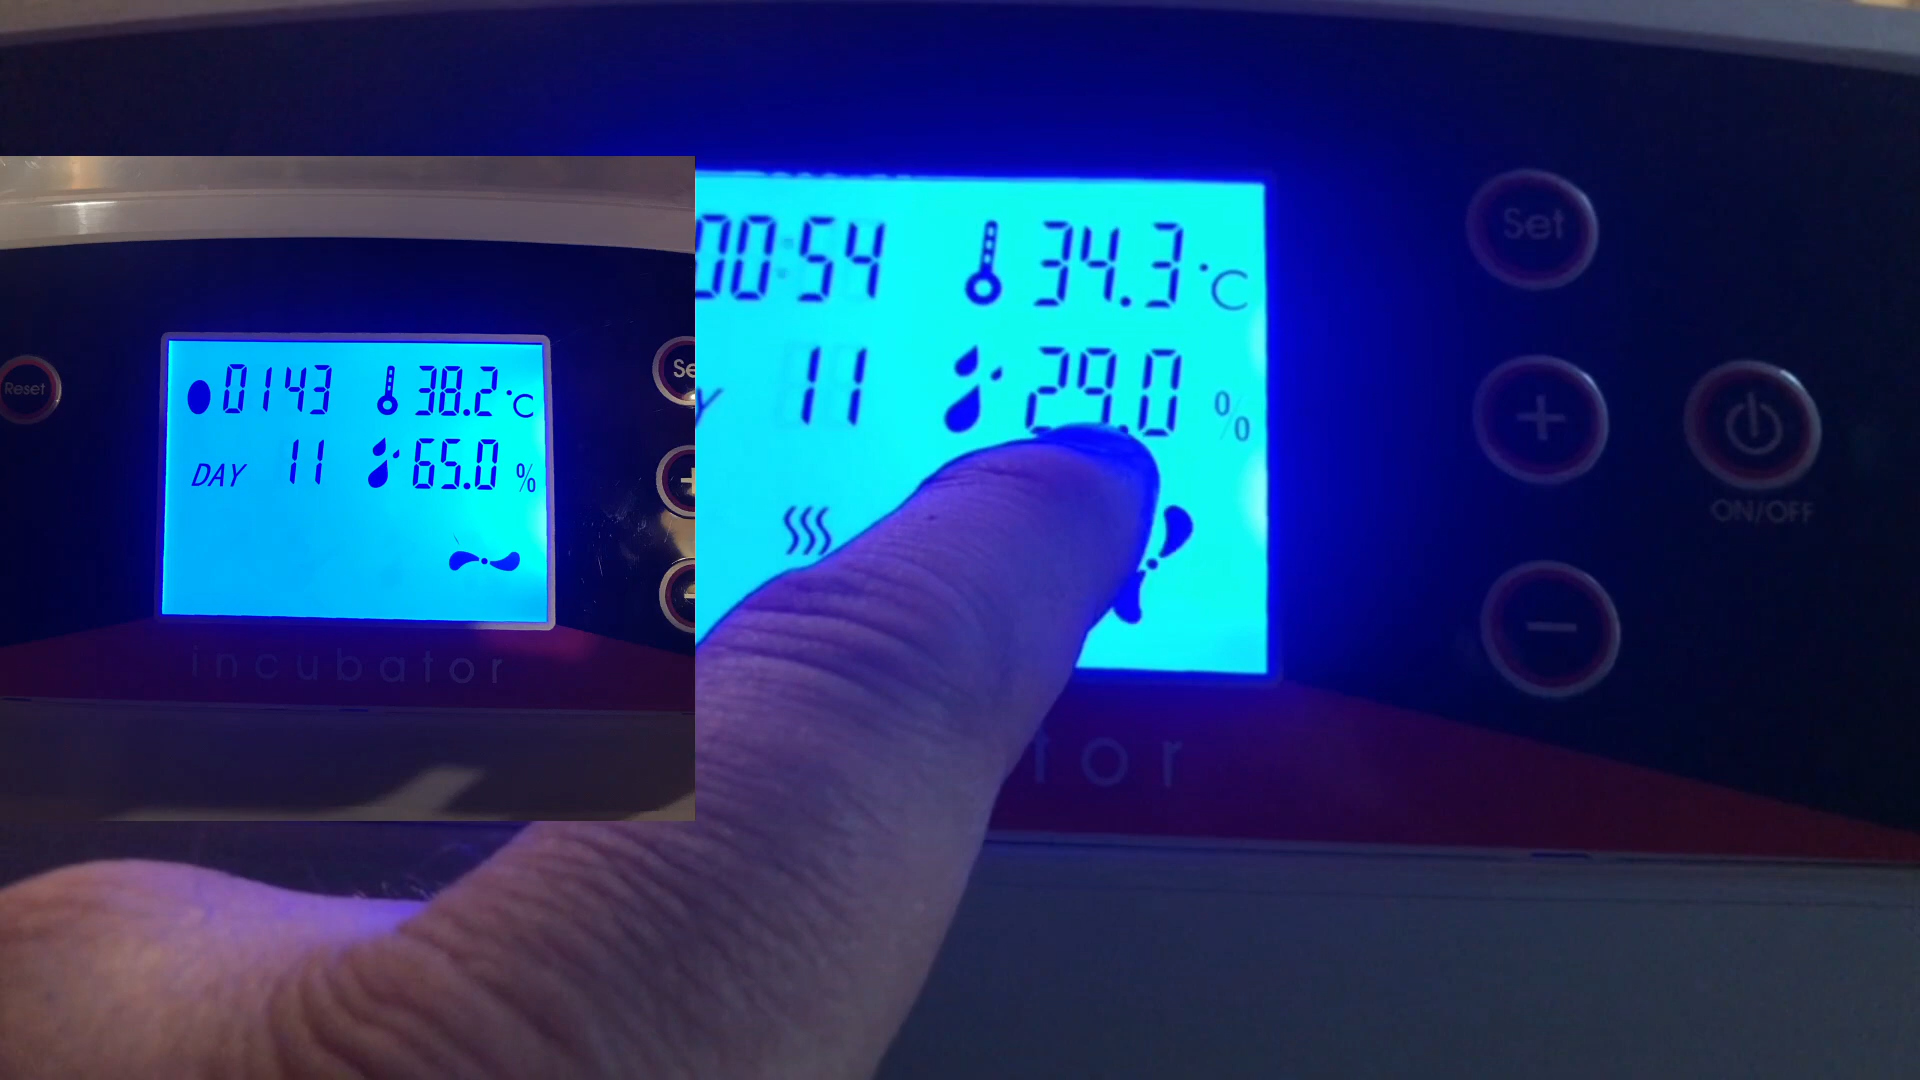 Reset
0143 38.2°C
DAY 11 65.0 %
incubator
Se
00:54 34.3°C
Y 11 29.0 %
tor
Set
+
-
ON/OFF